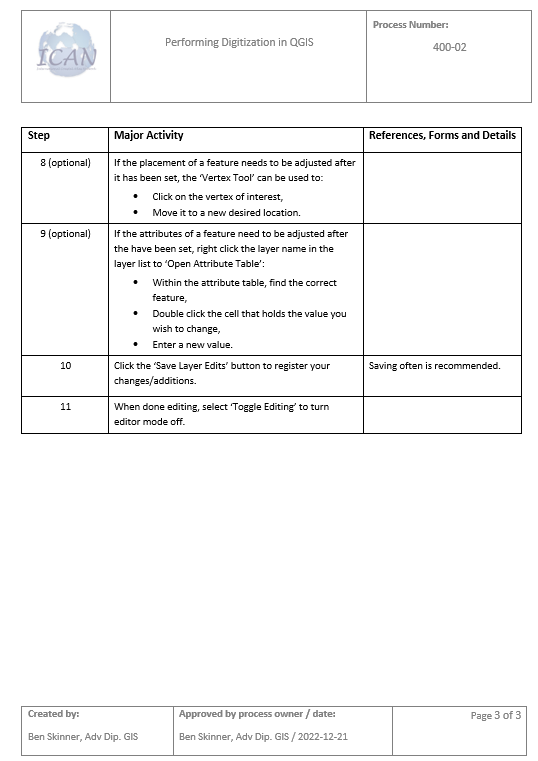 ICAN
Performing Digitization in QGIS
Process Number:
400-02
Step Major Activity References, Forms and Details
8 (optional) If the placement of a feature needs to be adjusted after
it has been set, the ‘Vertex Tool’ can be used to:
• Click on the vertex of interest,
• Move it to a new desired location.
9 (optional) If the attributes of a feature need to be adjusted after
the have been set, right click the layer name in the
layer list to ‘Open Attribute Table’:
• Within the attribute table, find the correct
feature,
• Double click the cell that holds the value you
wish to change,
• Enter a new value.
10 Click the ‘Save Layer Edits’ button to register your Saving often is recommended.
changes/additions.
11 When done editing, select ‘Toggle Editing’ to turn
editor mode off.
Created by: Approved by process owner / date: Page 3 of 3
Ben Skinner, Adv Dip. GIS Ben Skinner, Adv Dip. GIS / 2022-12-21